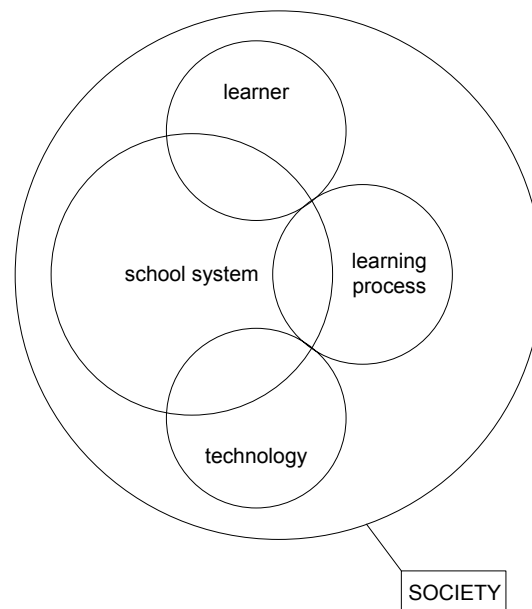 learner
school system
learning
process
technology
SOCIETY